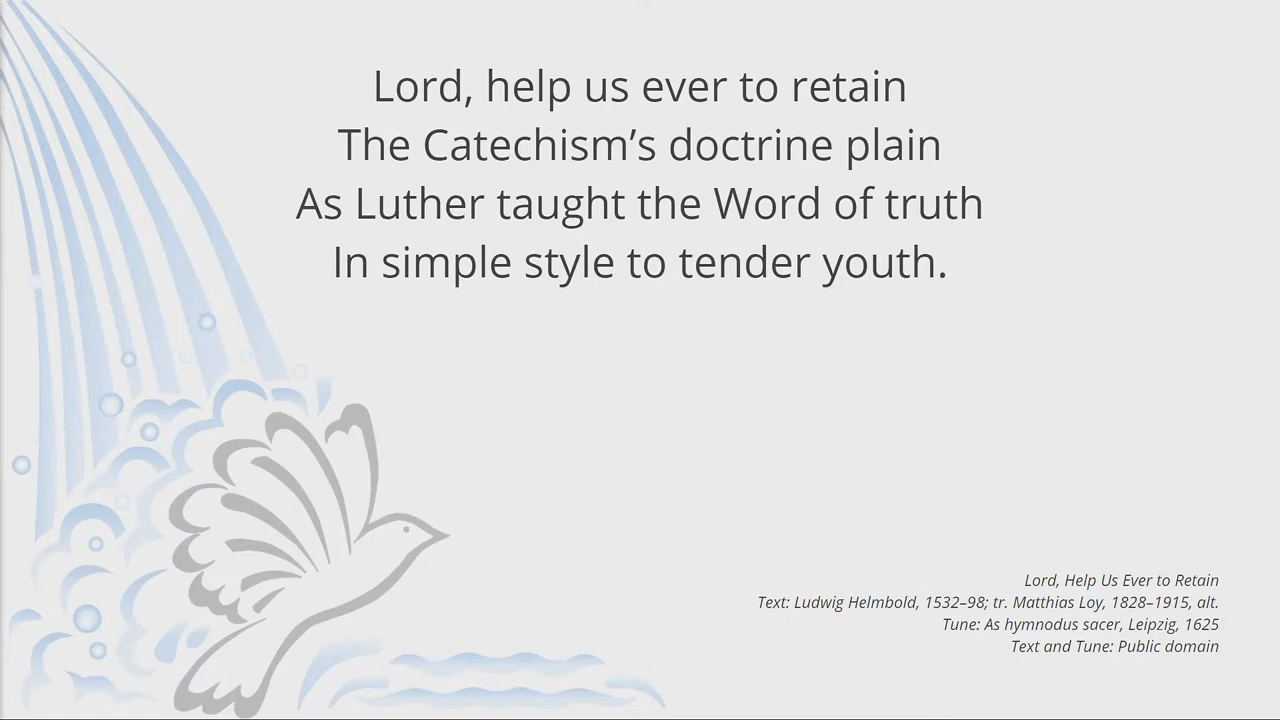 Lord, help us ever to retain
The Catechism’s doctrine plain
As Luther taught the Word of truth
In simple style to tender youth.
Lord, Help Us Ever to Retain
Text: Ludwig Helmbold, 1532–98; tr. Matthias Loy, 1828–1915, alt.
Tune: As hymnodus sacer, Leipzig, 1625
Text and Tune: Public domain